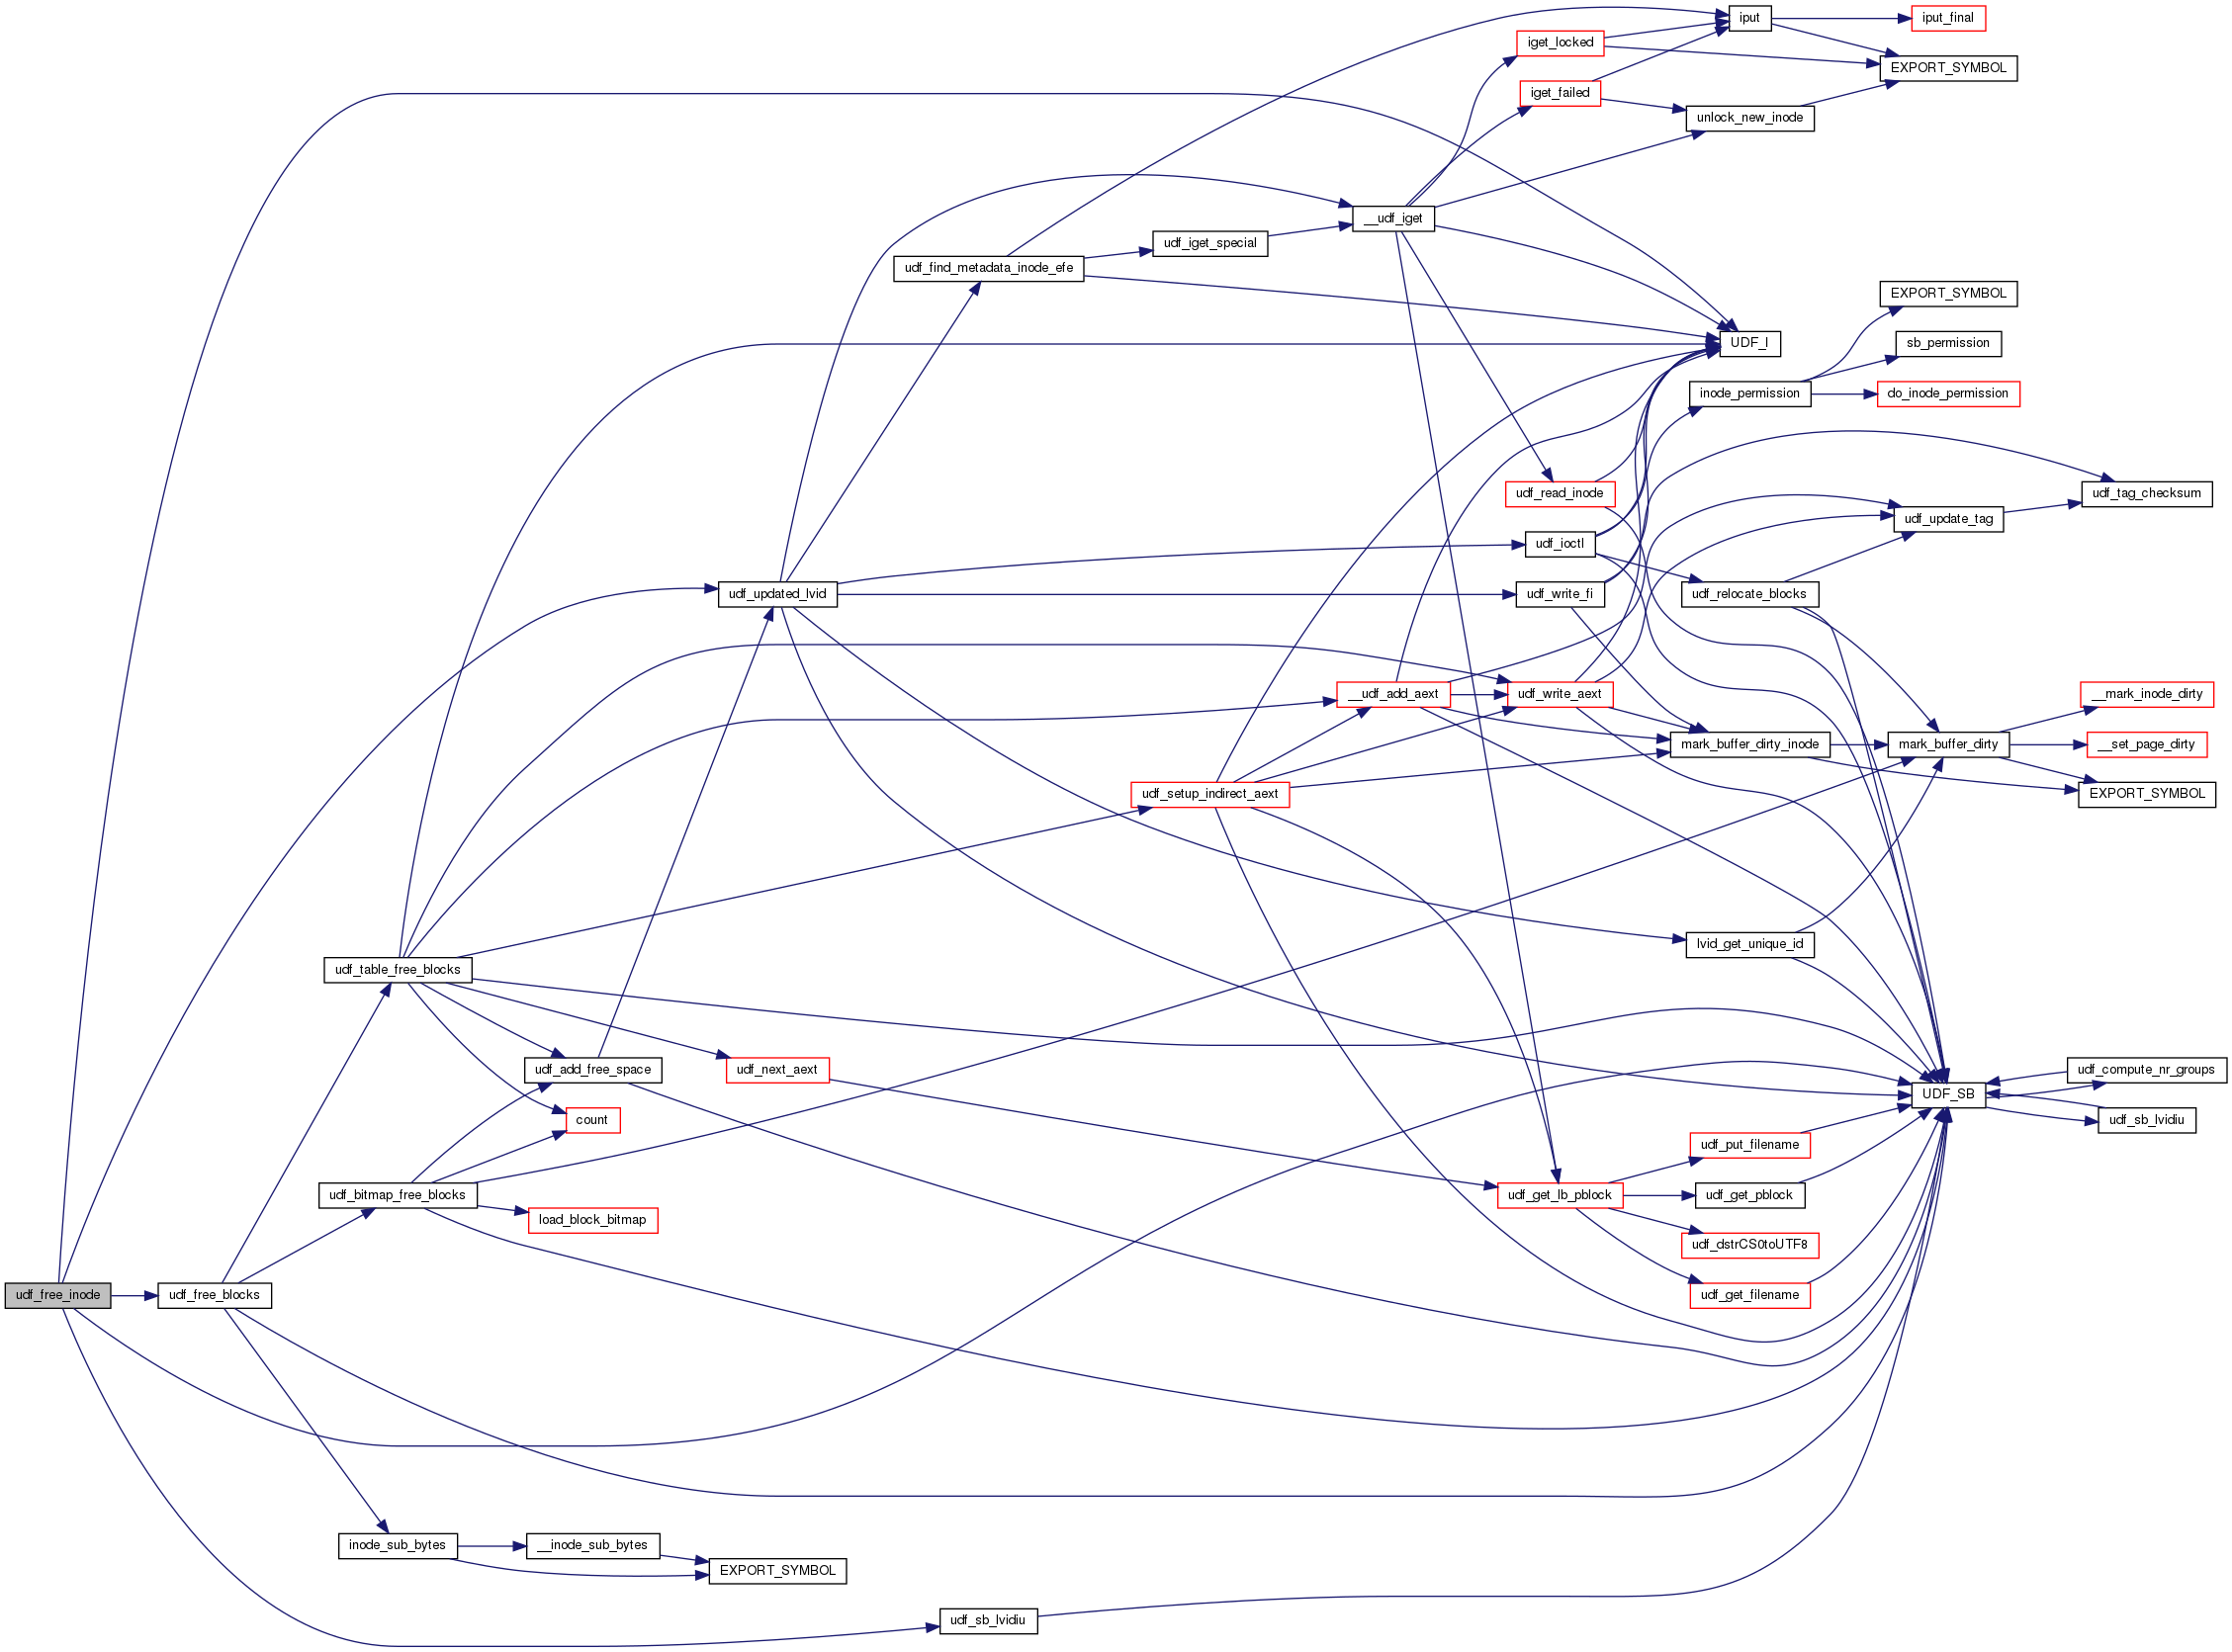 iput
iput_final
iget_locked
EXPORT_SYMBOL
iget_failed
unlock_new_inode
__udf_iget
udf_iget_special
udf_find_metadata_inode_efe
EXPORT_SYMBOL
UDF_I
sb_permission
inode_permission
do_inode_permission
udf_read_inode
udf_tag_checksum
udf_update_tag
udf_ioctl
udf_updated_lvid
udf_write_fi
udf_relocate_blocks
__udf_add_aext
udf_write_aext
__mark_inode_dirty
mark_buffer_dirty_inode
mark_buffer_dirty
__set_page_dirty
udf_setup_indirect_aext
EXPORT_SYMBOL
lvid_get_unique_id
udf_table_free_blocks
udf_add_free_space
udf_next_aext
udf_compute_nr_groups
UDF_SB
count
udf_sb_lvidiu
udf_put_filename
udf_bitmap_free_blocks
udf_get_lb_pblock
udf_get_pblock
load_block_bitmap
udf_dstrCS0toUTF8
udf_free_inode
udf_free_blocks
udf_get_filename
inode_sub_bytes
__inode_sub_bytes
EXPORT_SYMBOL
udf_sb_lvidiu